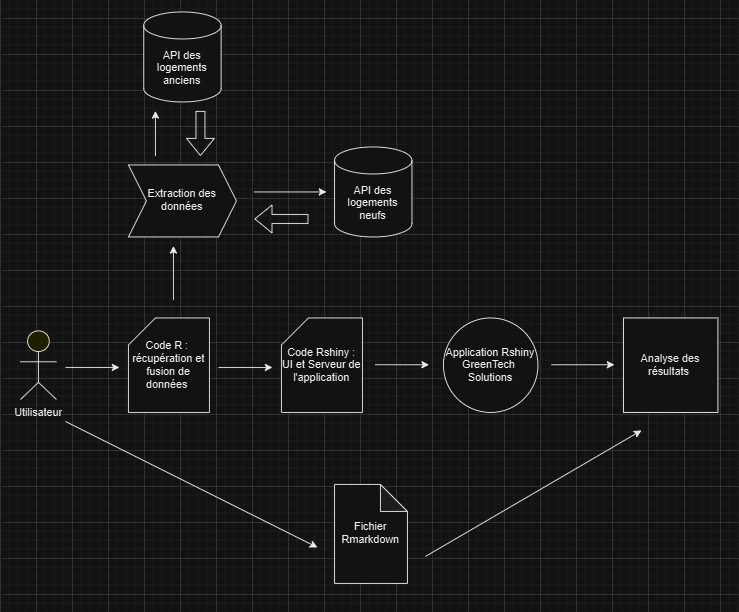 API des
logements
anciens
Extraction des
données
API des
logements
neufs
Utilisateur
Code R :
récupération et
fusion de
données
Code Rshiny :
UI et Serveur de
l'application
Application Rshiny
GreenTech
Solutions
Analyse des
résultats
Fichier
Rmarkdown